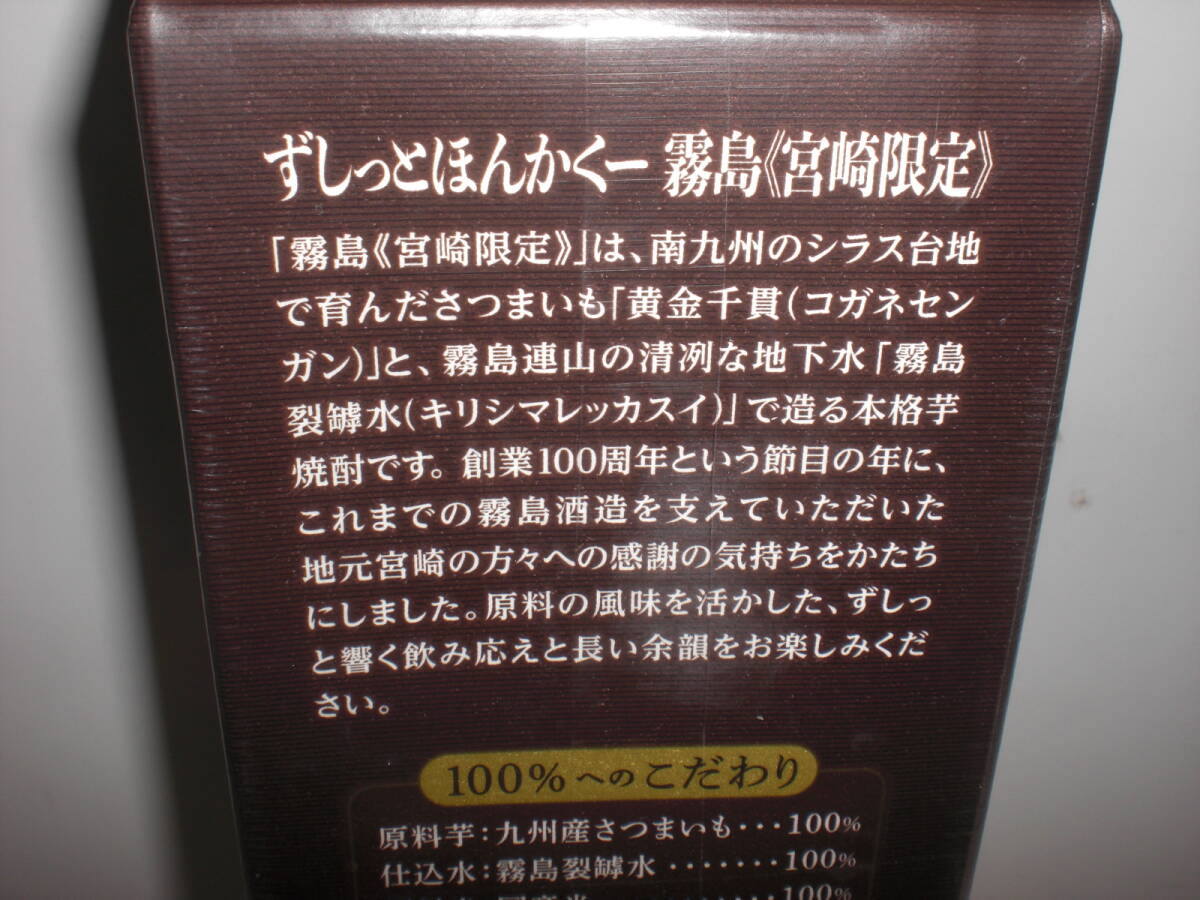 ずしっとほんかくー 霧島《宮崎限定》
「霧島《宮崎限定》」は、南九州のシラス台地
で育んださつまいも「黄金千貫(コガネセン
ガン)」と、霧島連山の清冽な地下水「霧島
裂罅水(キリシマレッカスイ)」で造る本格芋
焼酎です。創業100周年という節目の年に、
これまでの霧島酒造を支えていただいた
地元宮崎の方々への感謝の気持ちをかたち
にしました。原料の風味を活かした、ずしっ
と響く飲み応えと長い余韻をお楽しみくだ
さい。
100%へのこだわり
原料芋:九州産さつまいも・・・100%
仕込水:霧島裂罅水・・・・・・・100%
100%